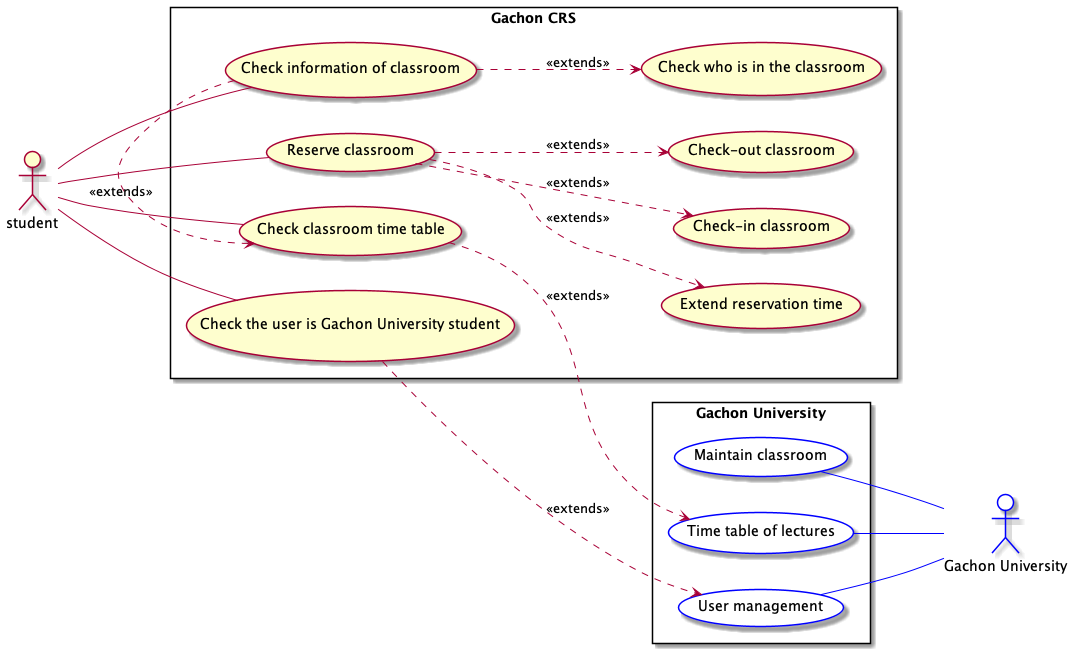 Gachon CRS
Check information of classroom
«extends»
Check who is in the classroom
Reserve classroom
«extends»
Check-out classroom
«extends»
«extends»
student
Check classroom time table
«extends»
Check-in classroom
«extends»
Extend reservation time
Check the user is Gachon University student
Gachon University
Maintain classroom
Time table of lectures
«extends»
User management
Gachon University